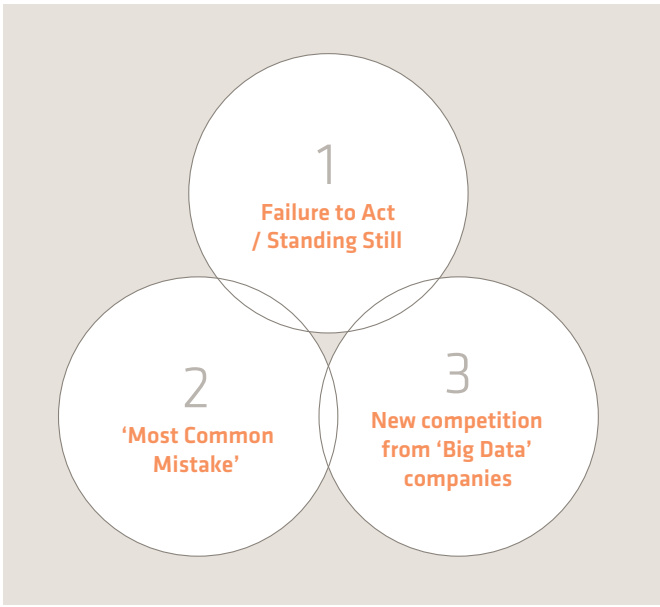 1
Failure to Act
/ Standing Still
2
‘Most Common
Mistake’
3
New competition
from ‘Big Data’
companies